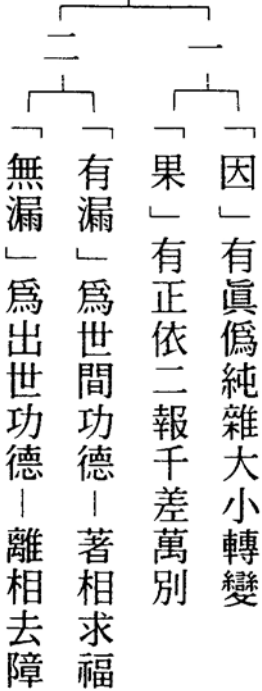 一
「因」有眞僞純雜大小轉變
「果」有正依二報千差萬別
二
「有漏」爲世間功德－著相求福
「無漏」爲出世功德－離相去障